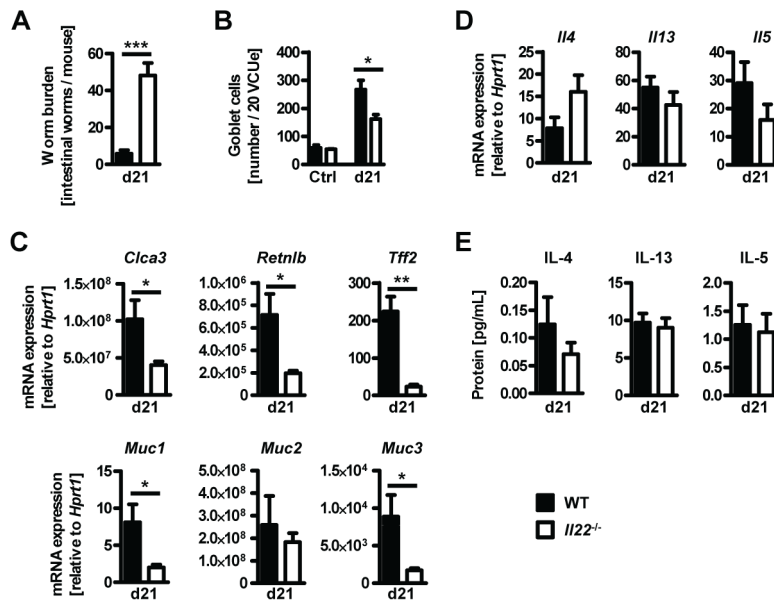 A
Worm burden
[intestinal worms / mouse]
60
40
20
0
***
d21
B
Goblet cells
[number / 20 VCUe]
400
300
200
100
0
*
Ctrl d21
C
mRNA expression
[relative to Hprt1]
Clca3
1.5×10⁸
1.0×10⁸
5.0×10⁷
0
*
d21
Retnlb
1.0×10⁶
8.0×10⁵
6.0×10⁵
4.0×10⁵
2.0×10⁵
0
*
d21
Tff2
300
200
100
0
**
d21
mRNA expression
[relative to Hprt1]
Muc1
15
10
5
0
*
d21
Muc2
5.0×10⁸
4.0×10⁸
3.0×10⁸
2.0×10⁸
1.0×10⁸
0
d21
Muc3
1.5×10⁴
1.0×10⁴
5.0×10³
0
*
d21
D
mRNA expression
[relative to Hprt1]
Il4
25
20
15
10
5
0
d21
Il13
80
60
40
20
0
d21
Il5
40
30
20
10
0
d21
E
Protein [pg/mL]
IL-4
0.20
0.15
0.10
0.05
0.00
d21
IL-13
15
10
5
0
d21
IL-5
2.0
1.5
1.0
0.5
0.0
d21
WT
Il22⁻/⁻